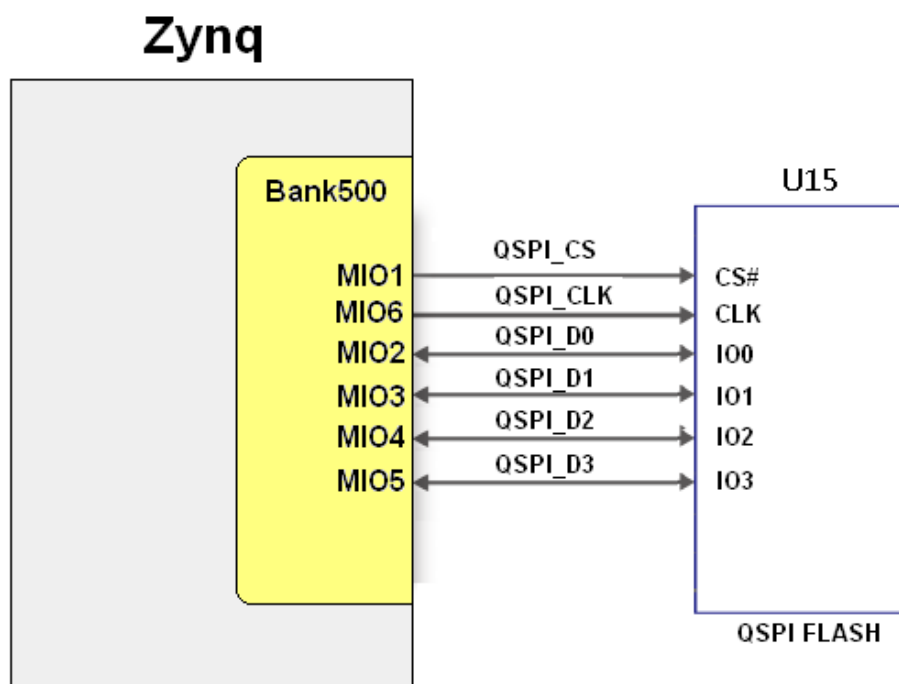 Zynq
U15
Bank500
QSPI_CS
MIO1
CS#
QSPI_CLK
MIO6
CLK
QSPI_D0
MIO2
IO0
QSPI_D1
MIO3
IO1
QSPI_D2
MIO4
IO2
QSPI_D3
MIO5
IO3
QSPI FLASH